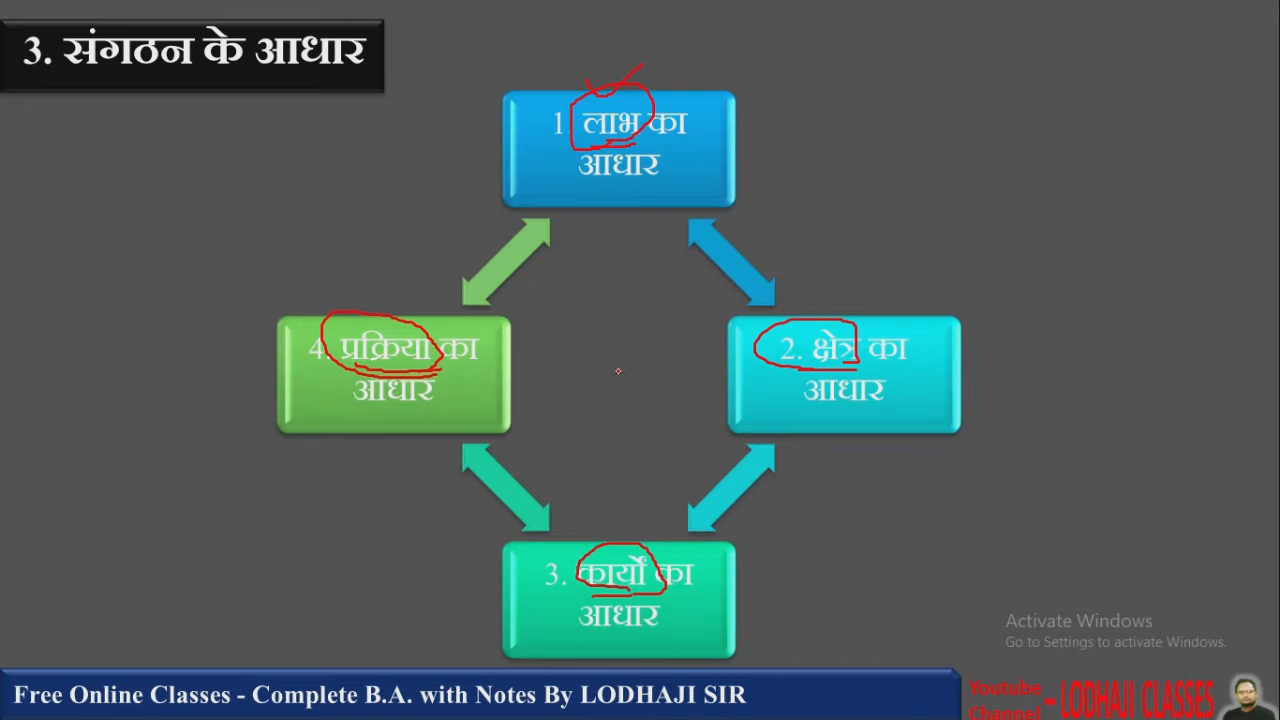 3. संगठन के आधार
1. लाभ का
आधार
4. प्रक्रिया का
आधार
2. क्षेत्र का
आधार
3. कार्यों का
आधार
Activate Windows
Go to Settings to activate Windows.
Free Online Classes - Complete B.A. with Notes By LODHAJI SIR
Youtube
Channel
- LODHAJI CLASSES